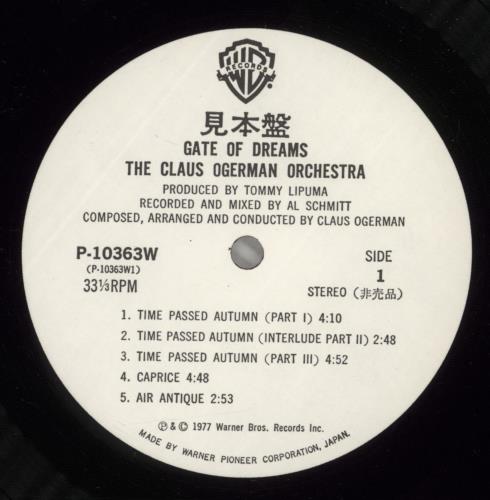 WB RECORDS
見本盤
GATE OF DREAMS
THE CLAUS OGERMAN ORCHESTRA
PRODUCED BY TOMMY LIPUMA
RECORDED AND MIXED BY AL SCHMITT
COMPOSED, ARRANGED AND CONDUCTED BY CLAUS OGERMAN
P-10363W
(P-10363W1)
33⅓RPM
SIDE
1
STEREO (非売品)
1. TIME PASSED AUTUMN (PART I) 4:10
2. TIME PASSED AUTUMN (INTERLUDE PART II) 2:48
3. TIME PASSED AUTUMN (PART III) 4:52
4. CAPRICE 4:48
5. AIR ANTIQUE 2:53
℗ & © 1977 Warner Bros. Records Inc.
MADE BY WARNER PIONEER CORPORATION, JAPAN.